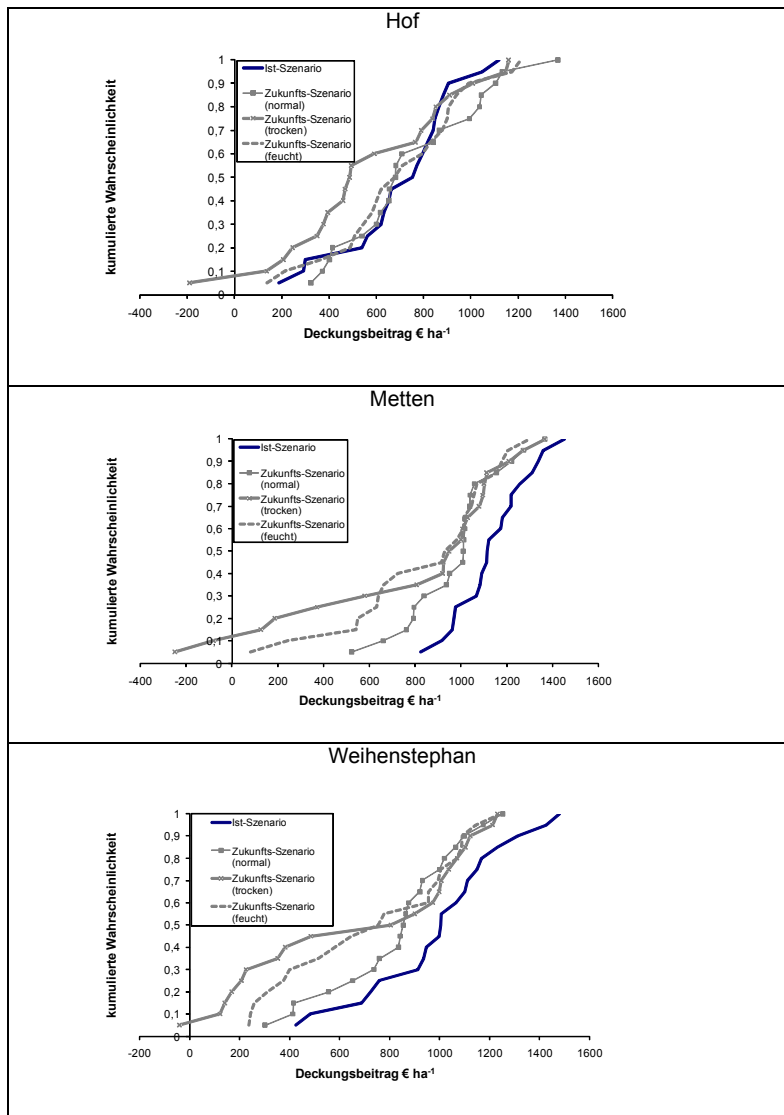 Hof
kumulierte Wahrscheinlichkeit
1
0,9
0,8
0,7
0,6
0,5
0,4
0,3
0,2
0,1
0
Ist-Szenario
Zukunfts-Szenario
(normal)
Zukunfts-Szenario
(trocken)
Zukunfts-Szenario
(feucht)
-400 -200 0 200 400 600 800 1000 1200 1400 1600
Deckungsbeitrag € ha-1
Metten
kumulierte Wahrscheinlichkeit
1
0,9
0,8
0,7
0,6
0,5
0,4
0,3
0,2
0,1
0
Ist-Szenario
Zukunfts-Szenario
(normal)
Zukunfts-Szenario
(trocken)
Zukunfts-Szenario
(feucht)
-400 -200 0 200 400 600 800 1000 1200 1400 1600
Deckungsbeitrag € ha-1
Weihenstephan
kumulierte Wahrscheinlichkeit
1
0,9
0,8
0,7
0,6
0,5
0,4
0,3
0,2
0,1
0
Ist-Szenario
Zukunfts-Szenario
(normal)
Zukunfts-Szenario
(trocken)
Zukunfts-Szenario
(feucht)
-200 0 200 400 600 800 1000 1200 1400 1600
Deckungsbeitrag € ha-1